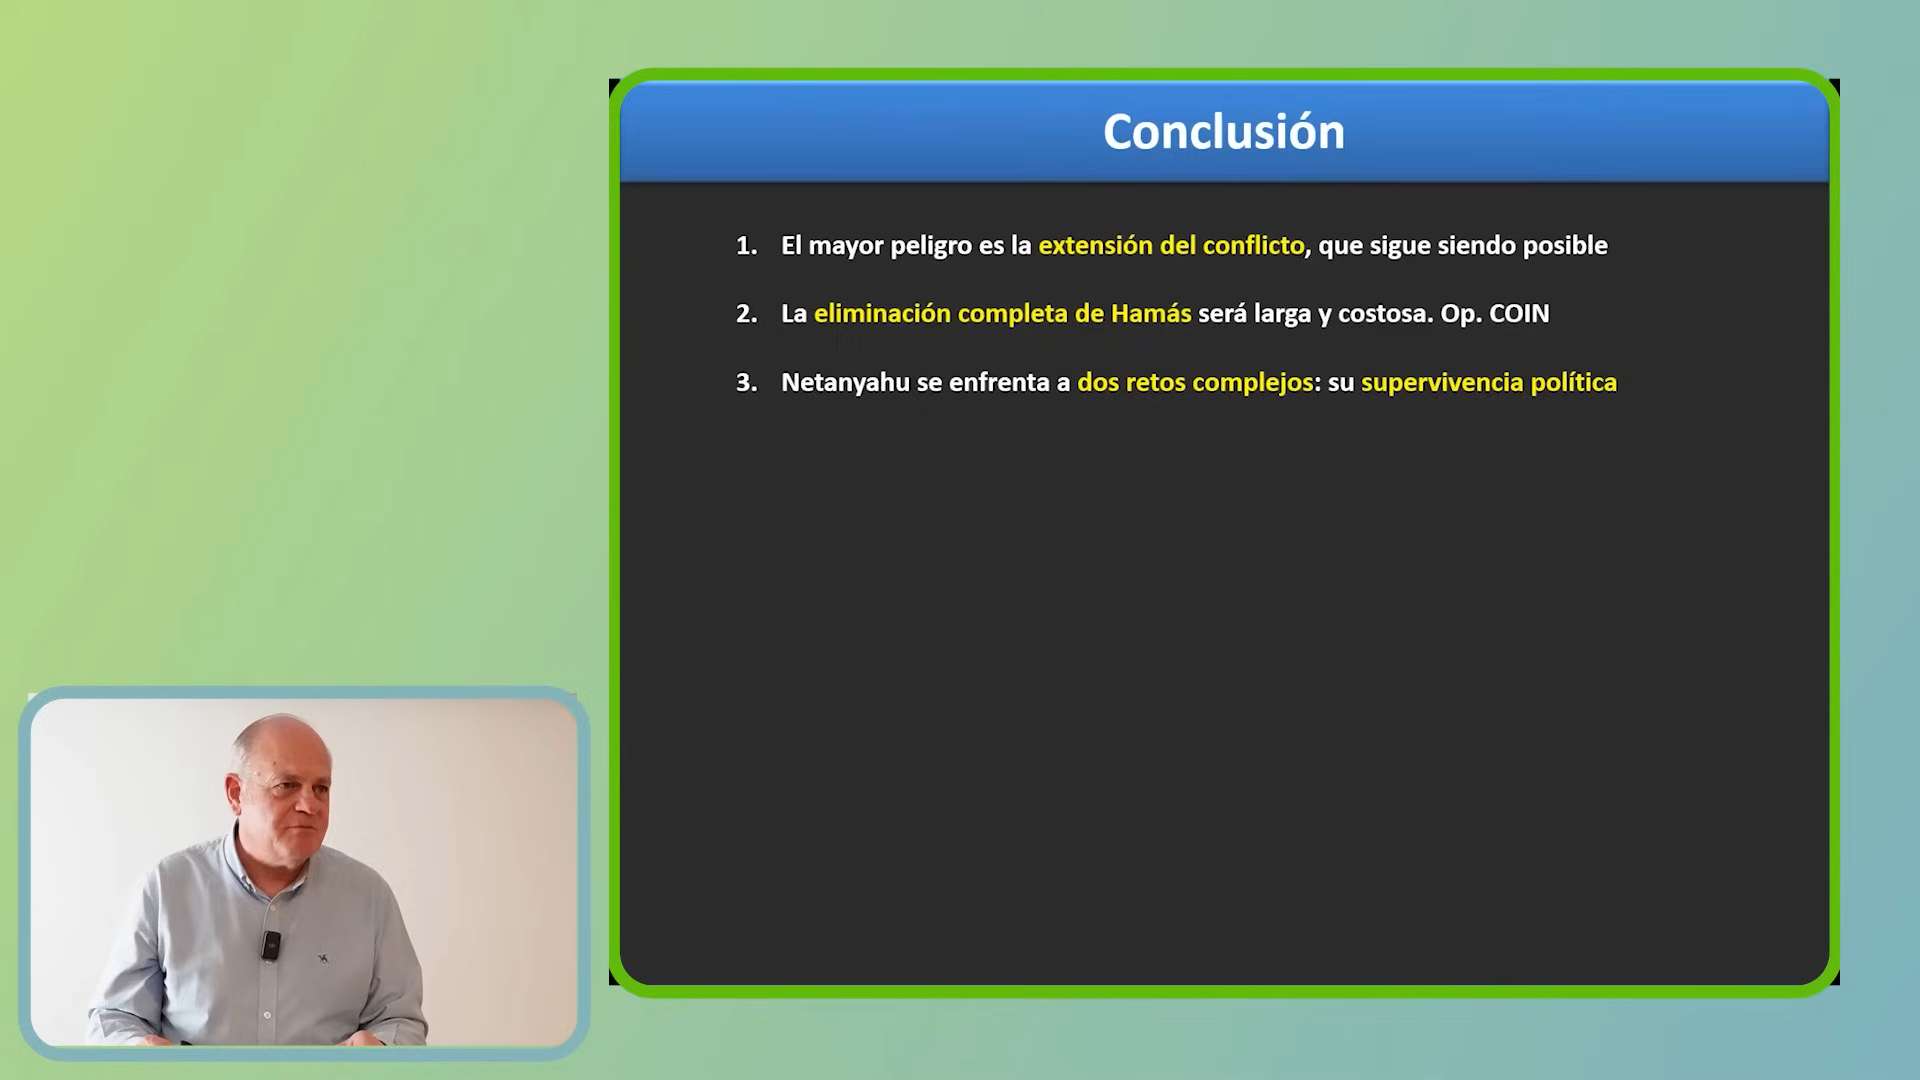 Conclusión
1. El mayor peligro es la extensión del conflicto, que sigue siendo posible
2. La eliminación completa de Hamás será larga y costosa. Op. COIN
3. Netanyahu se enfrenta a dos retos complejos: su supervivencia política